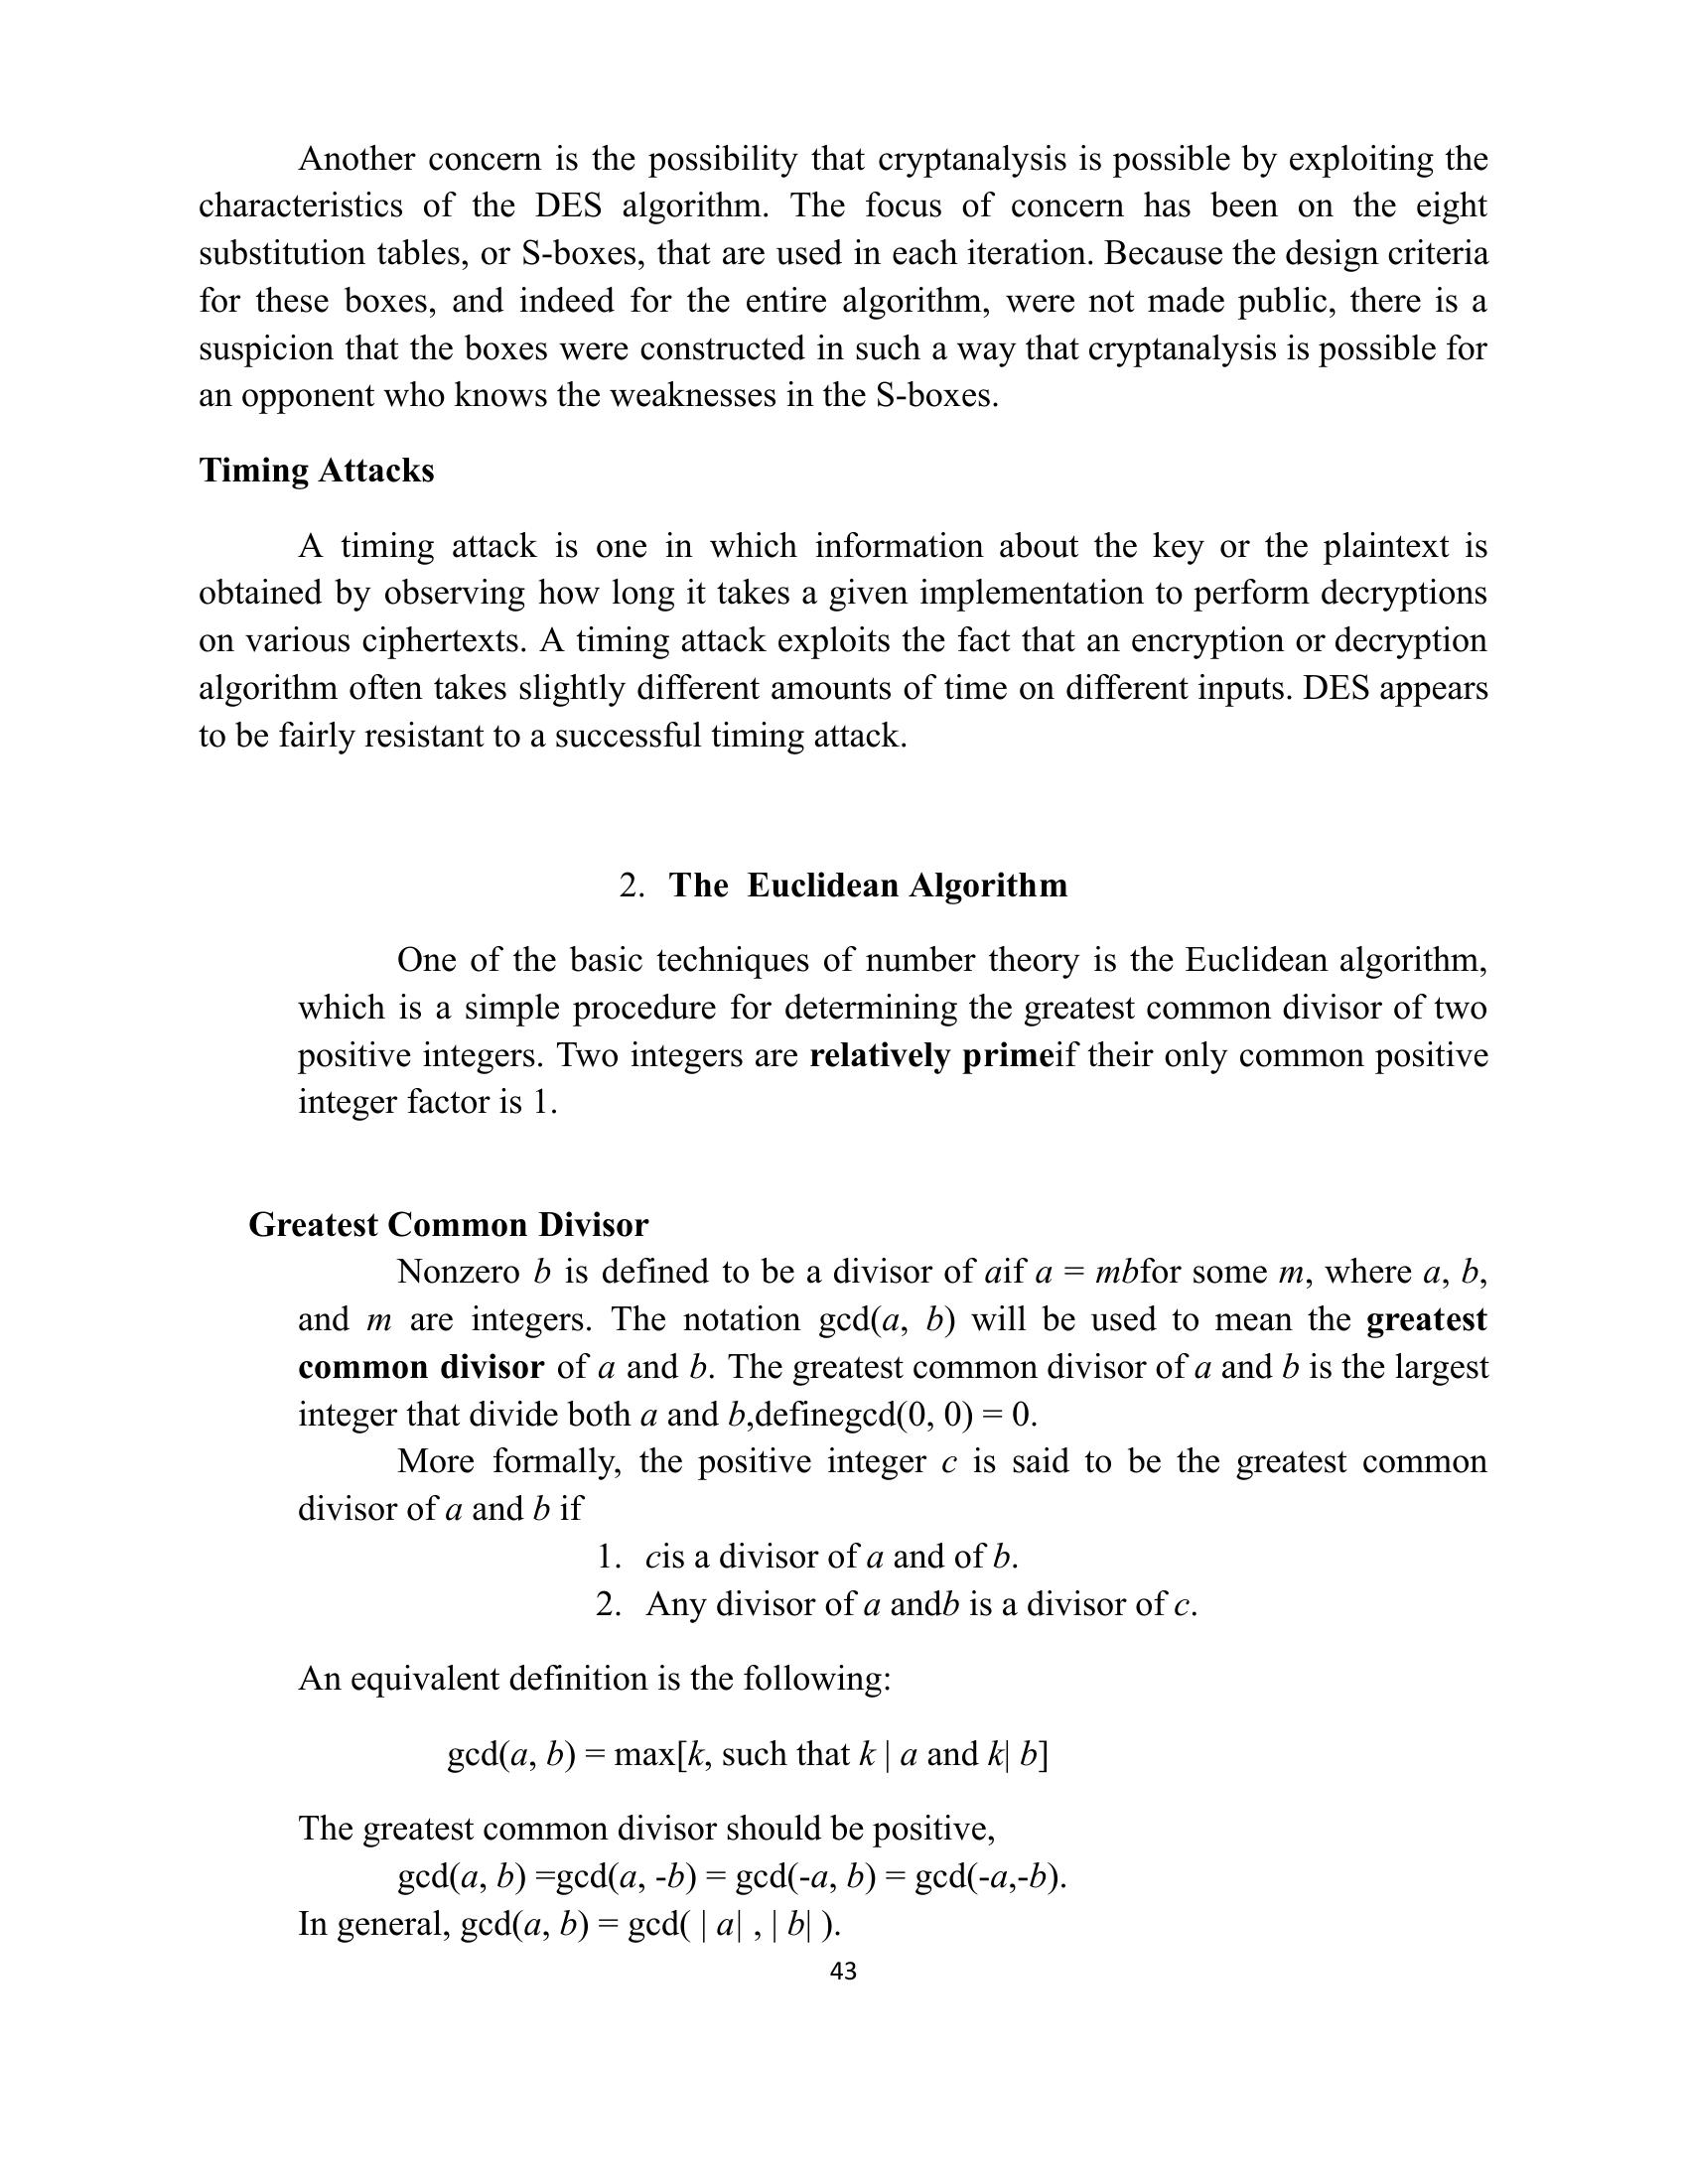 Another concern is the possibility that cryptanalysis is possible by exploiting the
characteristics of the DES algorithm. The focus of concern has been on the eight
substitution tables, or S-boxes, that are used in each iteration. Because the design criteria
for these boxes, and indeed for the entire algorithm, were not made public, there is a
suspicion that the boxes were constructed in such a way that cryptanalysis is possible for
an opponent who knows the weaknesses in the S-boxes.
Timing Attacks
A timing attack is one in which information about the key or the plaintext is
obtained by observing how long it takes a given implementation to perform decryptions
on various ciphertexts. A timing attack exploits the fact that an encryption or decryption
algorithm often takes slightly different amounts of time on different inputs. DES appears
to be fairly resistant to a successful timing attack.
2. The Euclidean Algorithm
One of the basic techniques of number theory is the Euclidean algorithm,
which is a simple procedure for determining the greatest common divisor of two
positive integers. Two integers are relatively primeif their only common positive
integer factor is 1.
Greatest Common Divisor
Nonzero b is defined to be a divisor of aif a = mbfor some m, where a, b,
and m are integers. The notation gcd(a, b) will be used to mean the greatest
common divisor of a and b. The greatest common divisor of a and b is the largest
integer that divide both a and b,definegcd(0, 0) = 0.
More formally, the positive integer c is said to be the greatest common
divisor of a and b if
1. cis a divisor of a and of b.
2. Any divisor of a andb is a divisor of c.
An equivalent definition is the following:
gcd(a, b) = max[k, such that k | a and k| b]
The greatest common divisor should be positive,
gcd(a, b) =gcd(a, -b) = gcd(-a, b) = gcd(-a,-b).
In general, gcd(a, b) = gcd( | a| , | b| ).
43